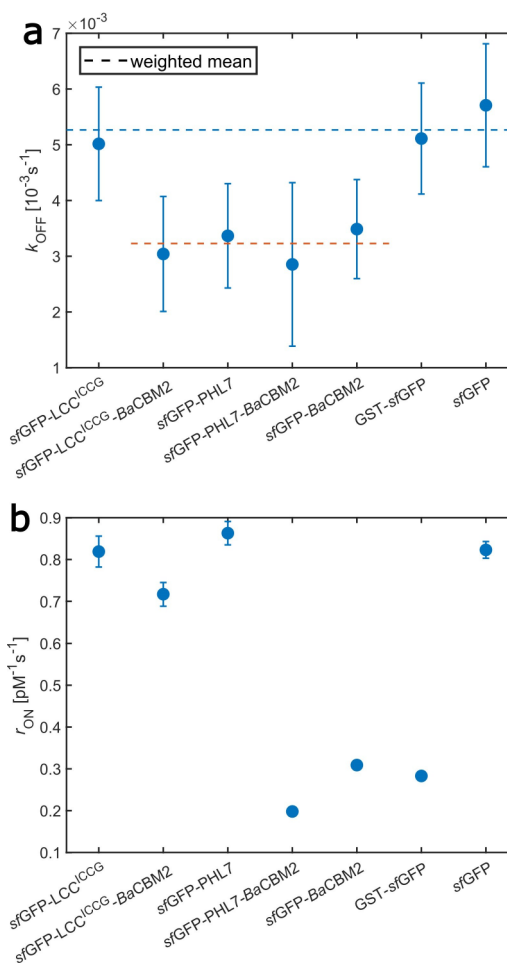 a
×10⁻³
7
6
5
4
3
2
1
k_OFF [10⁻³s⁻¹]
weighted mean
sfGFP-LCC^ICCG
sfGFP-LCC^ICCG-BaCBM2
sfGFP-PHL7
sfGFP-PHL7-BaCBM2
sfGFP-BaCBM2
GST-sfGFP
sfGFP
b
0.9
0.8
0.7
0.6
0.5
0.4
0.3
0.2
0.1
r_ON [pM⁻¹s⁻¹]
sfGFP-LCC^ICCG
sfGFP-LCC^ICCG-BaCBM2
sfGFP-PHL7
sfGFP-PHL7-BaCBM2
sfGFP-BaCBM2
GST-sfGFP
sfGFP